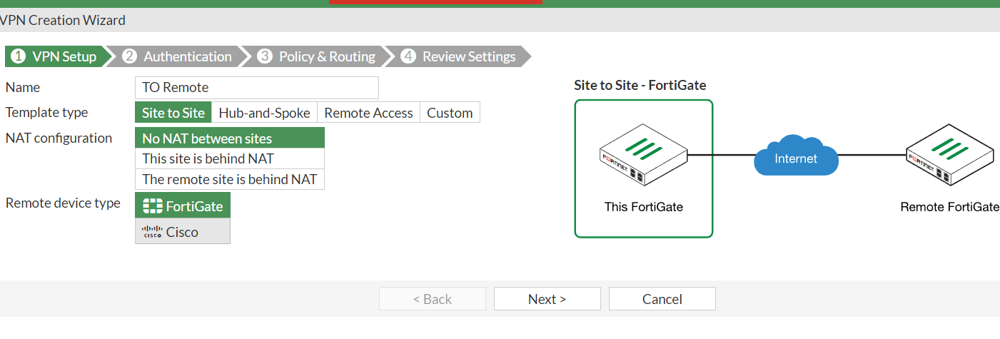 VPN Creation Wizard
1 VPN Setup 2 Authentication 3 Policy & Routing 4 Review Settings
Name TO Remote
Template type Site to Site Hub-and-Spoke Remote Access Custom
NAT configuration No NAT between sites
This site is behind NAT
The remote site is behind NAT
Remote device type FortiGate
CISCO Cisco
Site to Site - FortiGate
FORTINET
Internet
FORTINET
This FortiGate
Remote FortiGate
< Back Next > Cancel